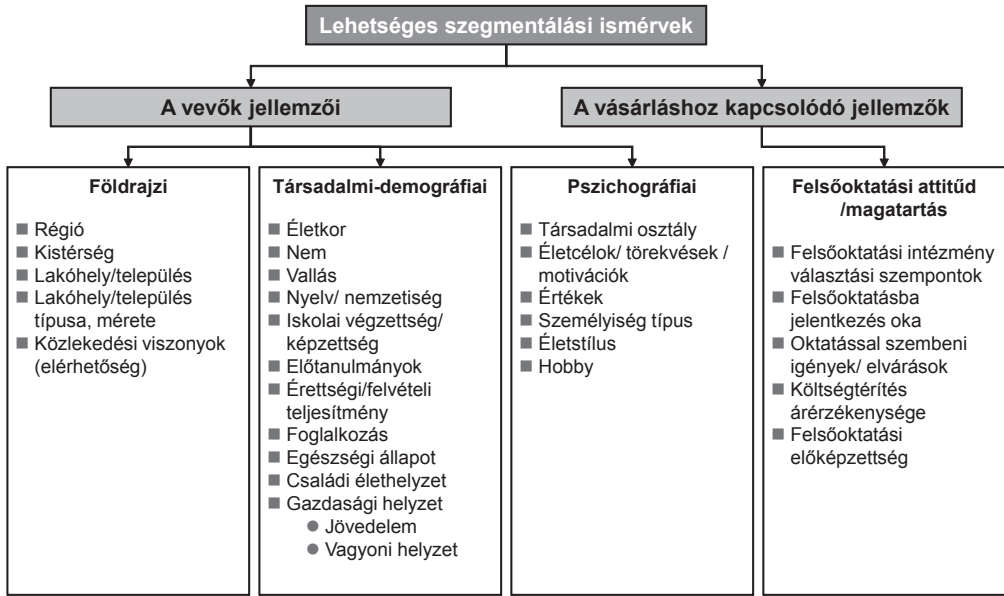 Lehetséges szegmentálási ismérvek
A vevők jellemzői
A vásárláshoz kapcsolódó jellemzők
Földrajzi
Régió
Kistérség
Lakóhely/település
Lakóhely/település
típusa, mérete
Közlekedési viszonyok
(elérhetőség)
Társadalmi-demográfiai
Életkor
Nem
Vallás
Nyelv/ nemzetiség
Iskolai végzettség/
képzettség
Előtanulmányok
Érettségi/felvételi
teljesítmény
Foglalkozás
Egészségi állapot
Családi élethelyzet
Gazdasági helyzet
Jövedelem
Vagyoni helyzet
Pszichográfiai
Társadalmi osztály
Életcélok/ törekvések /
motivációk
Értékek
Személyiség típus
Életstílus
Hobby
Felsőoktatási attitűd
/magatartás
Felsőoktatási intézmény
választási szempontok
Felsőoktatásba
jelentkezés oka
Oktatással szembeni
igények/ elvárások
Költségtérítés
árérzékenysége
Felsőoktatási
előképzettség